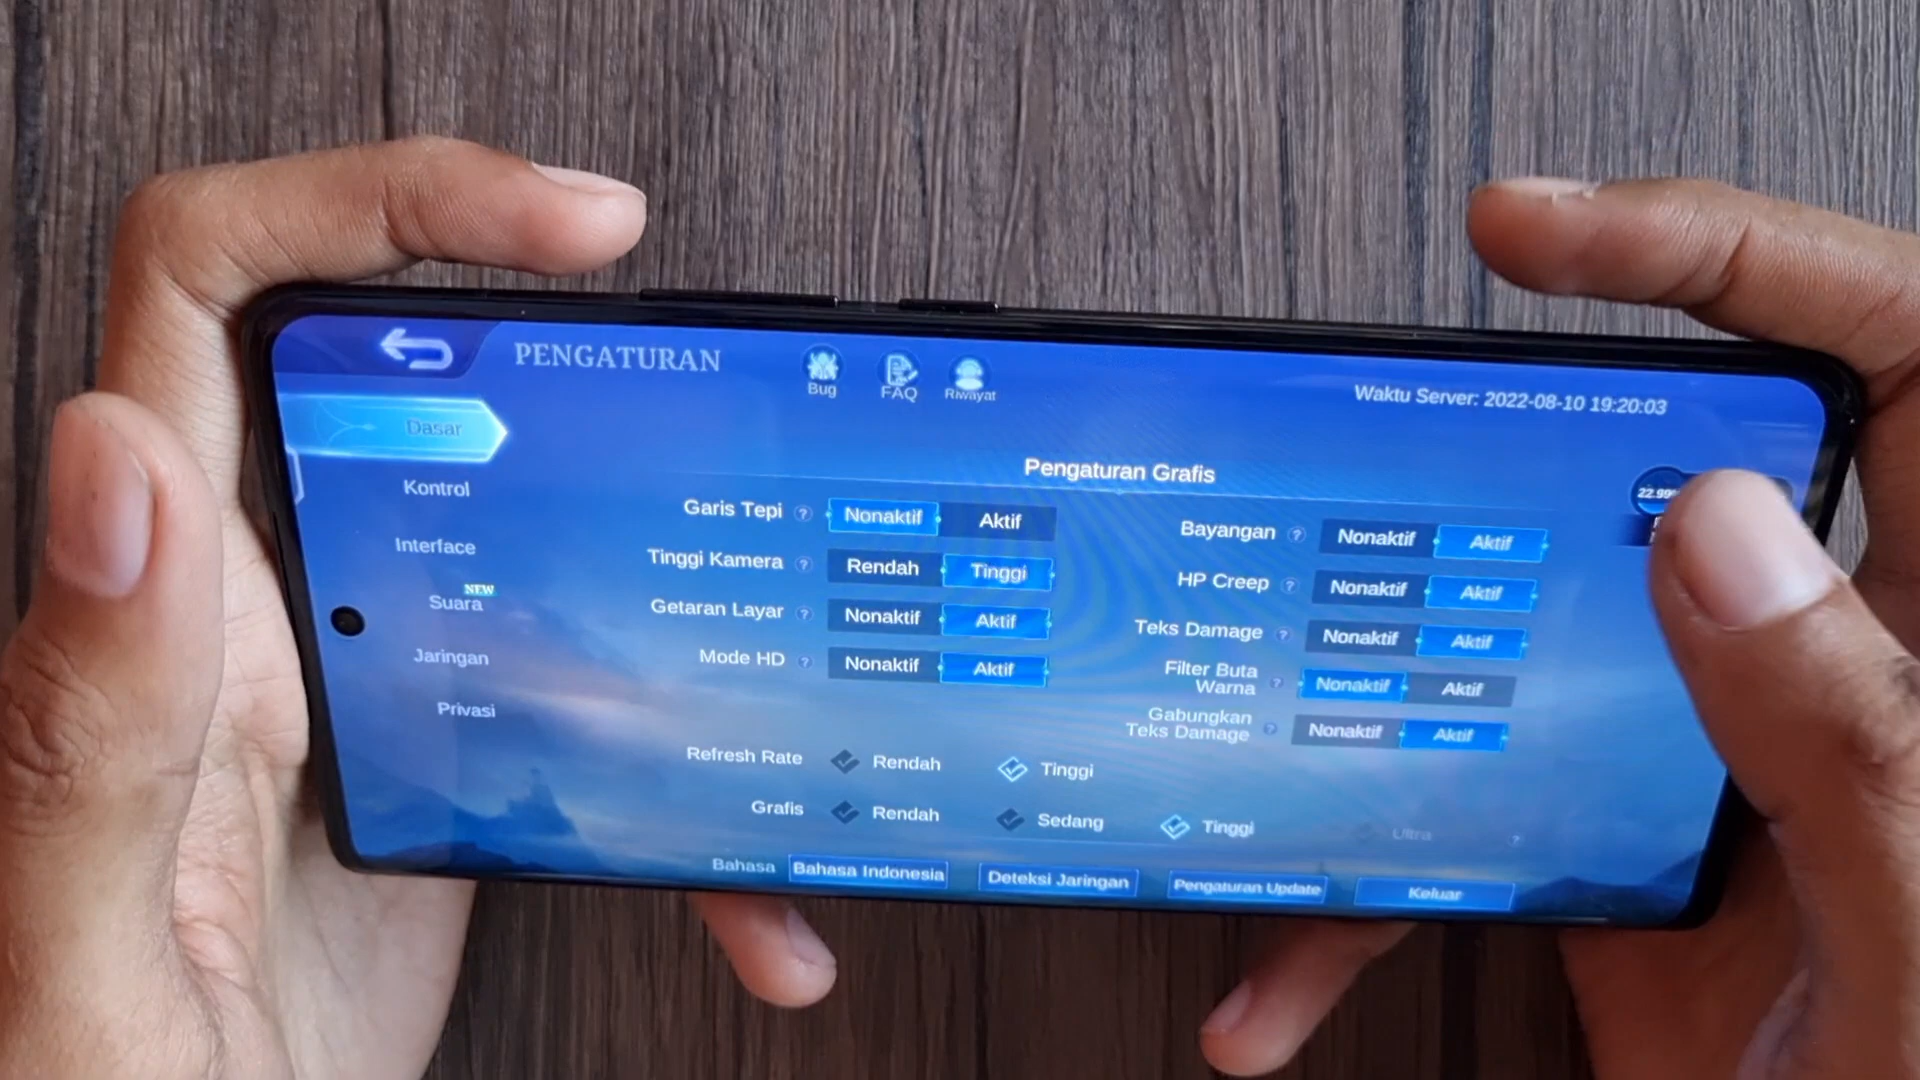 PENGATURAN
Bug
FAQ
Riwayat
Waktu Server: 2022-08-10 19:20:03
Dasar
Kontrol
Interface
NEW
Suara
Jaringan
Privasi
Pengaturan Grafis
Garis Tepi ? Nonaktif Aktif
Bayangan ? Nonaktif Aktif
Tinggi Kamera ? Rendah Tinggi
HP Creep ? Nonaktif Aktif
Getaran Layar ? Nonaktif Aktif
Teks Damage ? Nonaktif Aktif
Mode HD ? Nonaktif Aktif
Filter Buta
Warna ? Nonaktif Aktif
Gabungkan
Teks Damage ? Nonaktif Aktif
Refresh Rate Rendah Tinggi
Grafis Rendah Sedang Tinggi Ultra ?
Bahasa Bahasa Indonesia Deteksi Jaringan Pengaturan Update Keluar